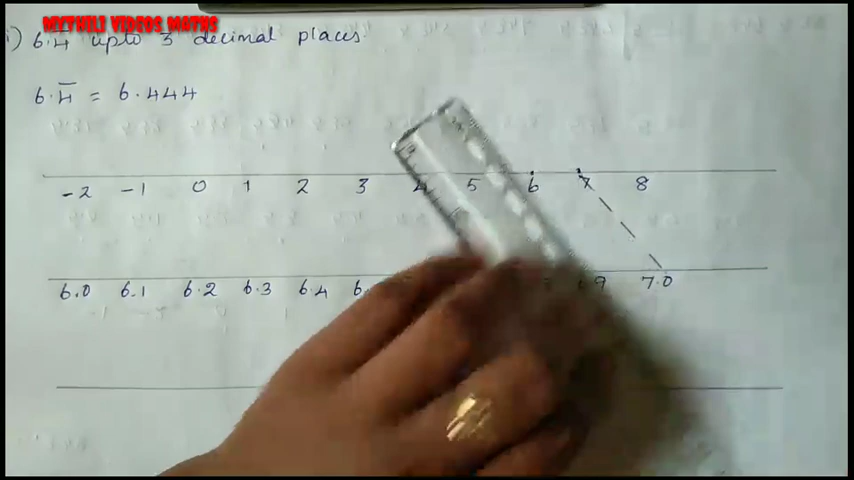 MYTHILI VIDEOS MATHS
i) 6.4̅ upto 3 decimal places
6.4̅ = 6.444
-2 -1 0 1 2 3 4 5 6 7 8
6.0 6.1 6.2 6.3 6.4 6. 9 7.0